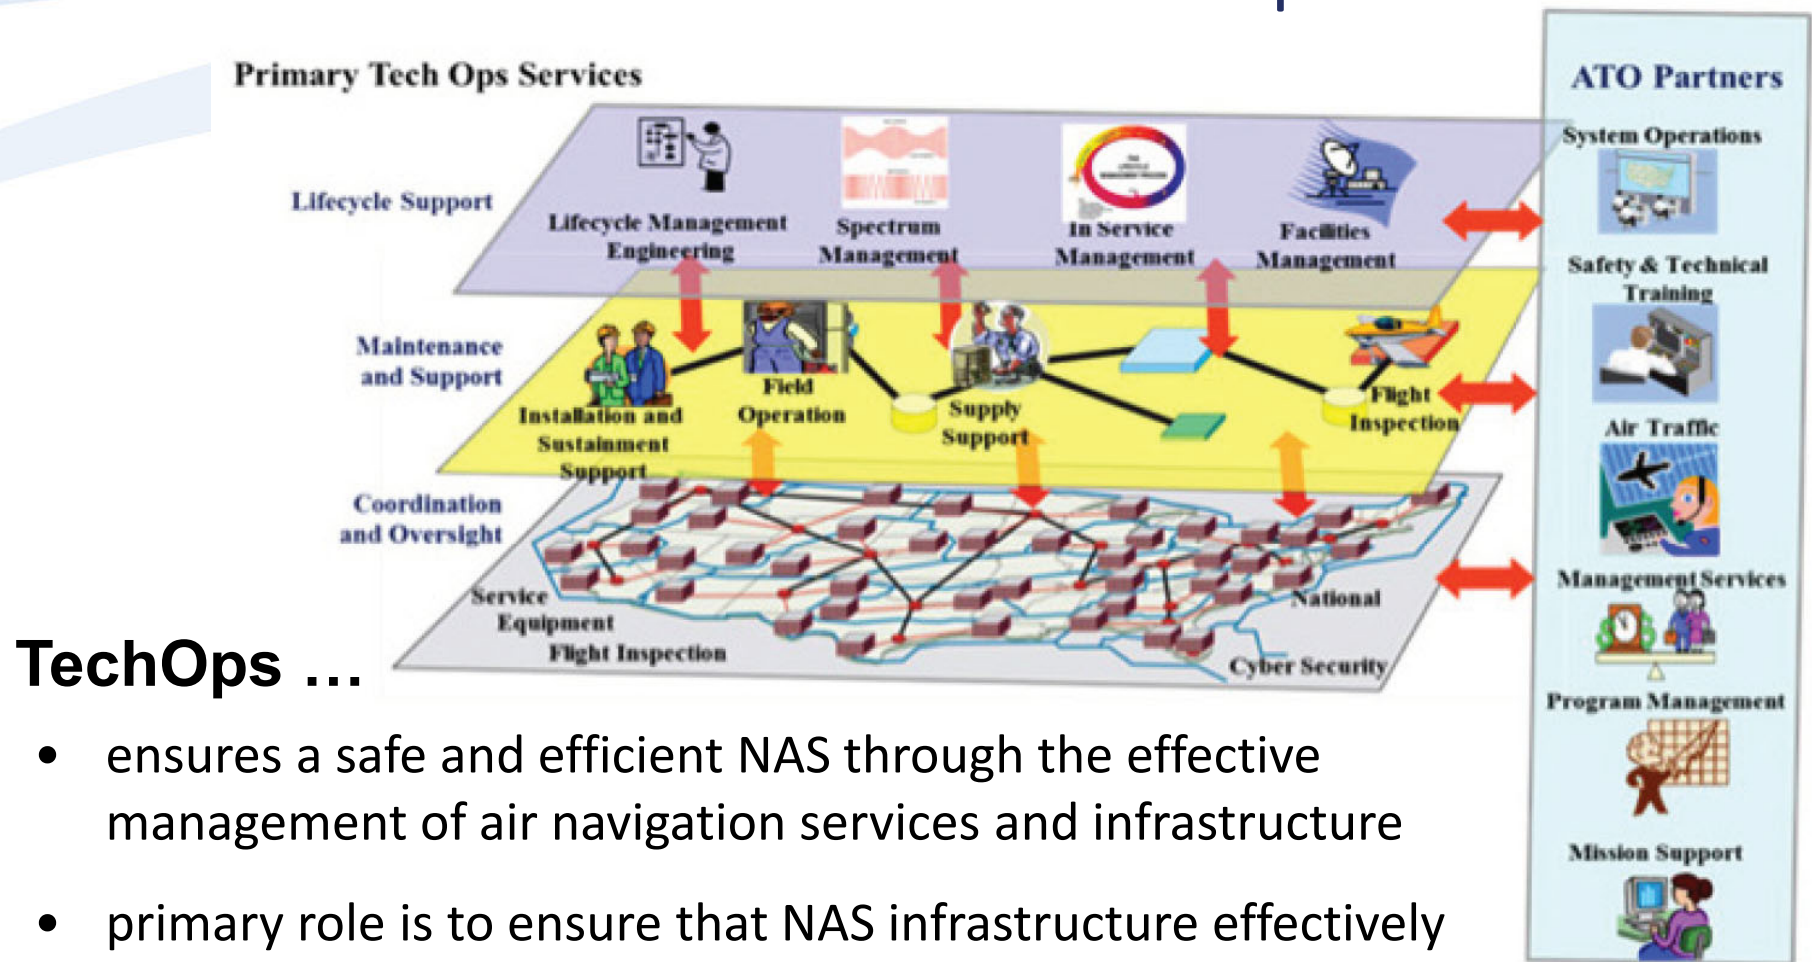 Primary Tech Ops Services
Lifecycle Support
Lifecycle Management
Engineering
Spectrum
Management
In Service
Management
Facilities
Management
Maintenance
and Support
Installation and
Sustainment
Support
Field
Operation
Supply
Support
Flight
Inspection
Coordination
and Oversight
Service
Equipment
Flight Inspection
National
Cyber Security
ATO Partners
System Operations
Safety & Technical
Training
Air Traffic
Management Services
Program Management
Mission Support
TechOps …
• ensures a safe and efficient NAS through the effective
management of air navigation services and infrastructure
• primary role is to ensure that NAS infrastructure effectively